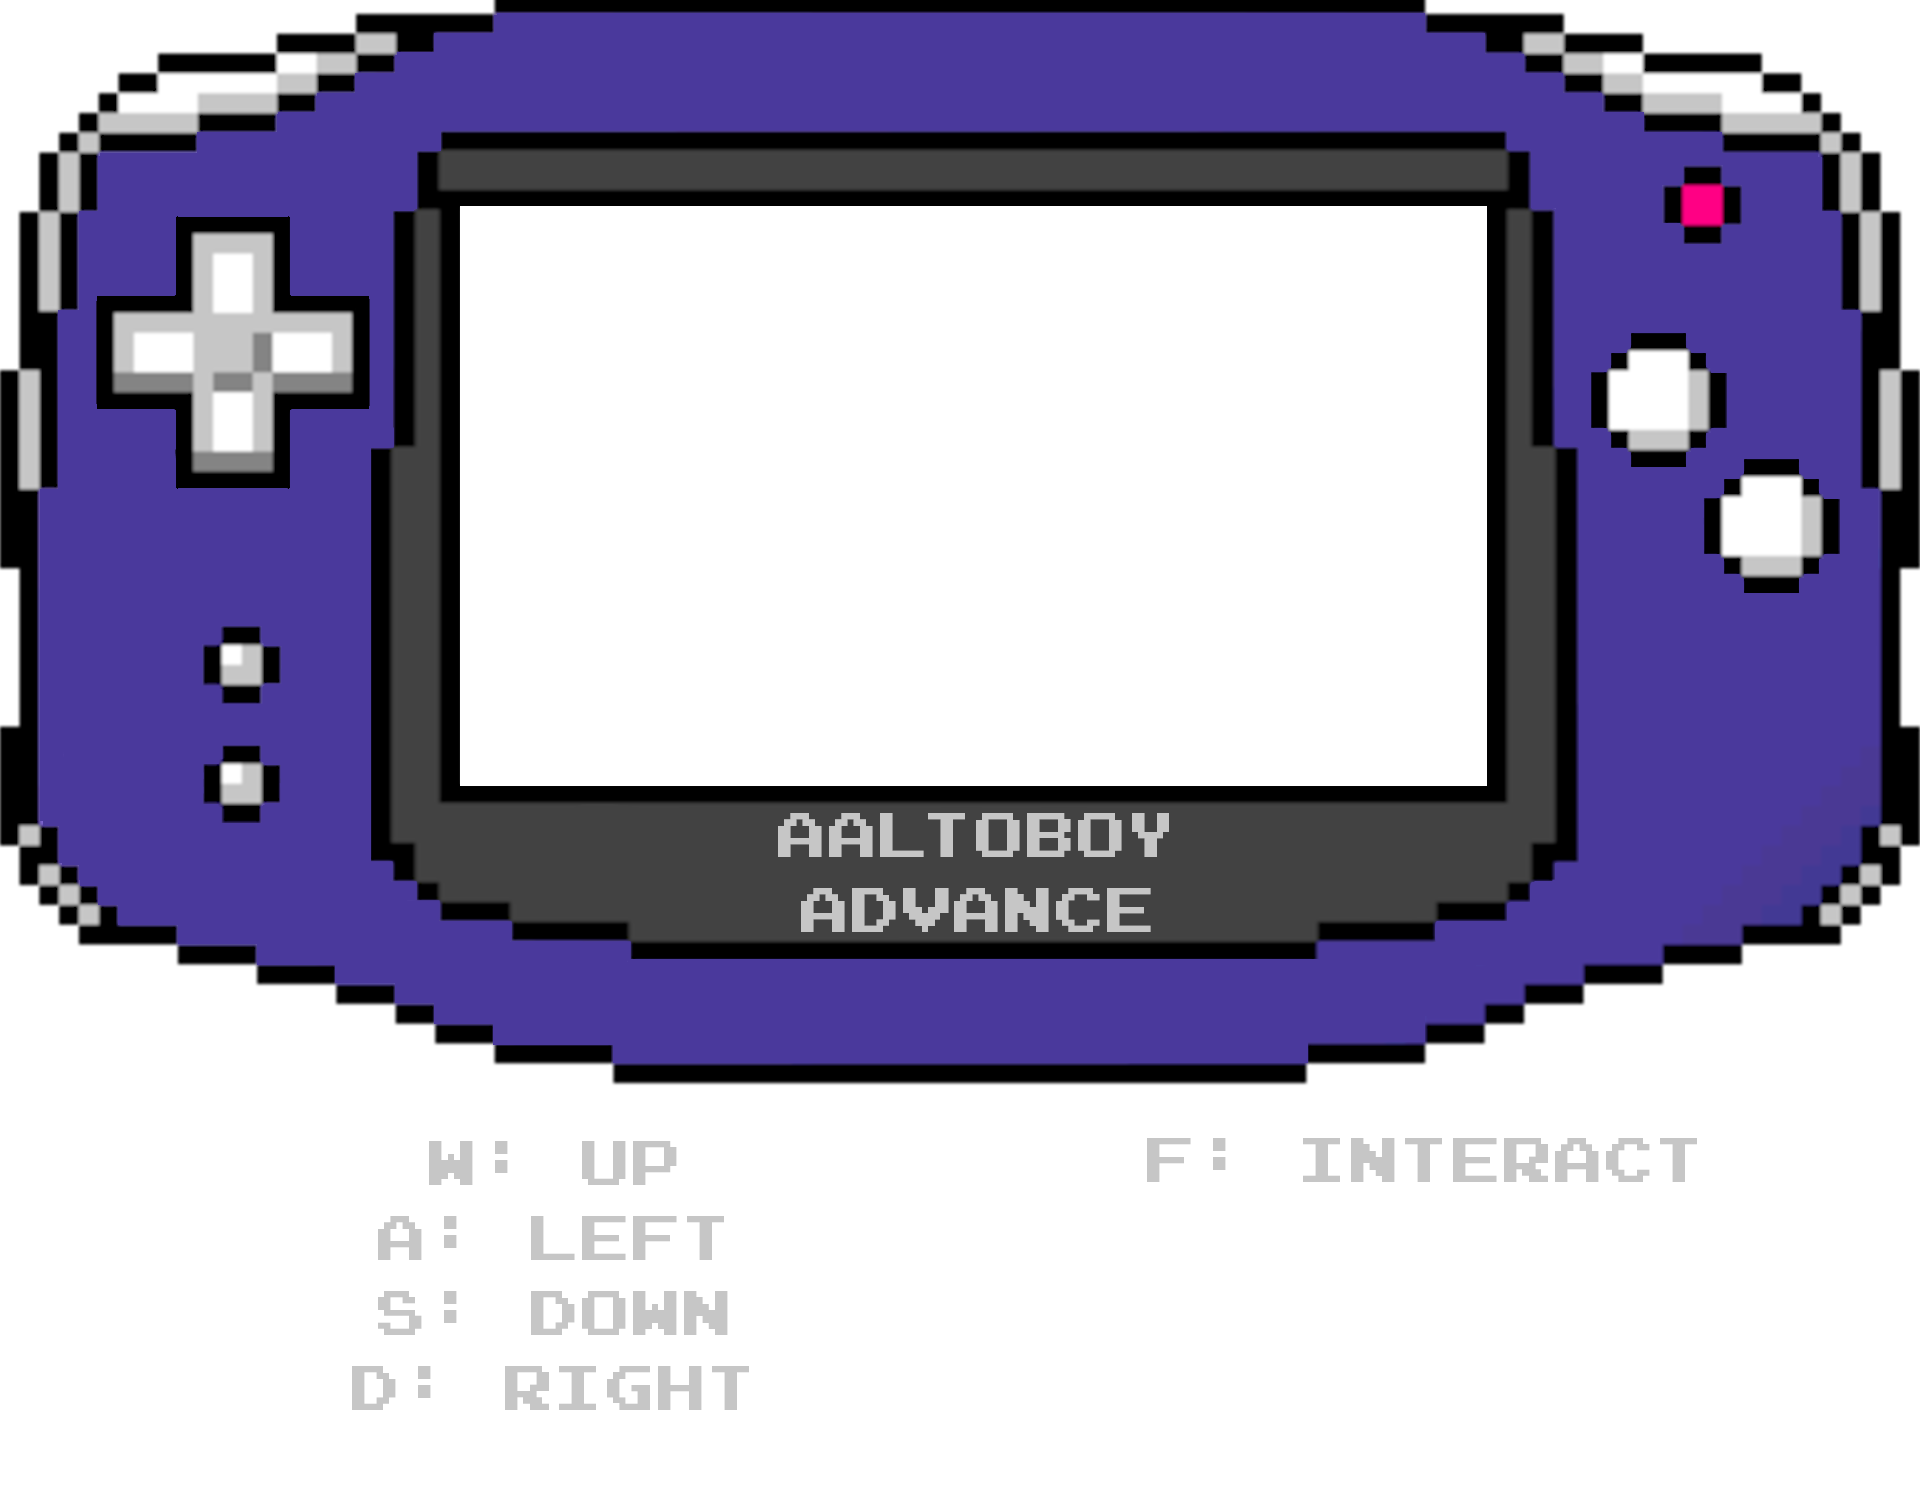 AALTOBOY
ADVANCE
W: UP
A: LEFT
S: DOWN
D: RIGHT
F: INTERACT